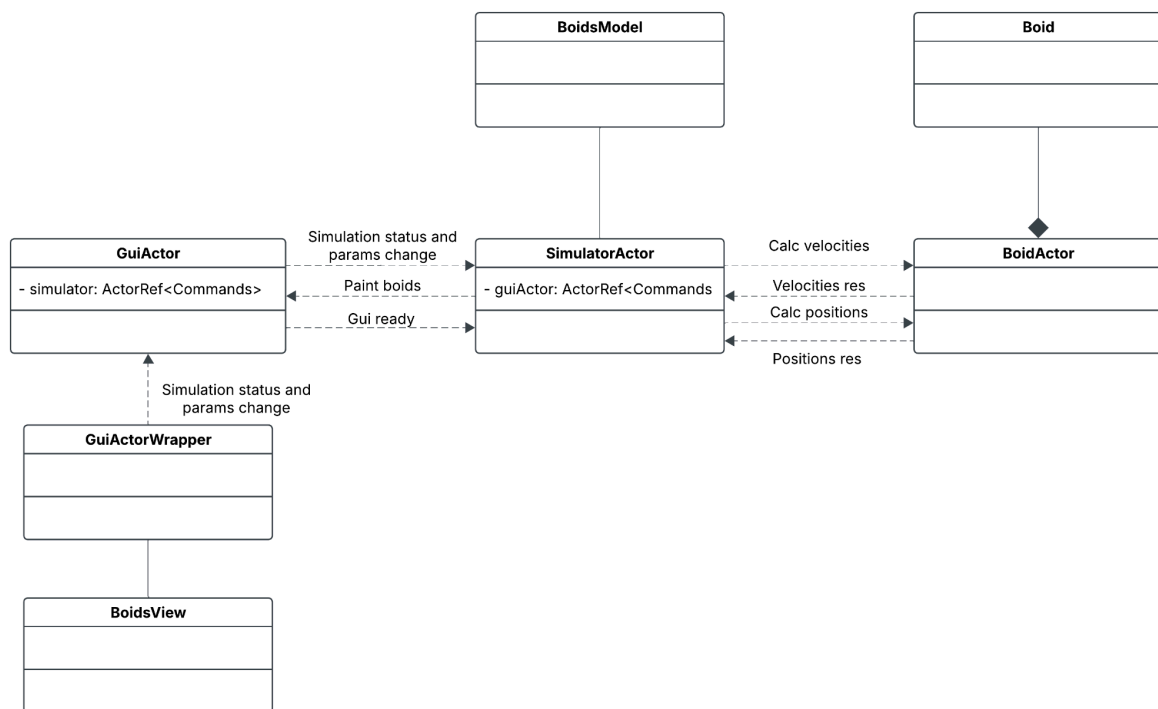 BoidsModel
Boid
Simulation status and
params change
Calc velocities
GuiActor
SimulatorActor
BoidActor
- simulator: ActorRef<Commands>
Paint boids
- guiActor: ActorRef<Commands
Velocities res
Gui ready
Calc positions
Positions res
Simulation status and
params change
GuiActorWrapper
BoidsView